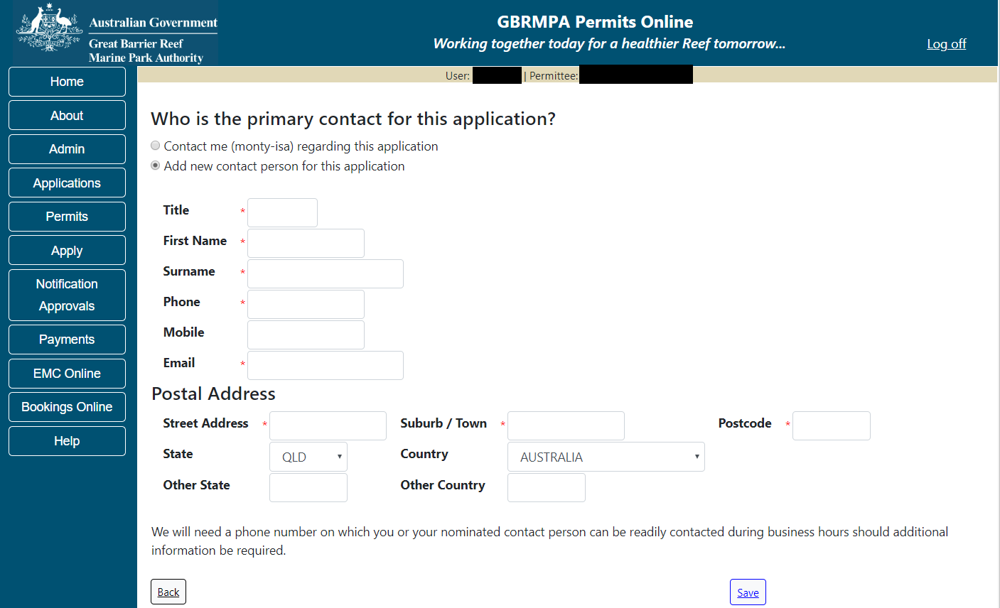 Australian Government
Great Barrier Reef
Marine Park Authority
GBRMPA Permits Online
Working together today for a healthier Reef tomorrow...
Log off
User: | Permittee:
Home
About
Admin
Applications
Permits
Apply
Notification
Approvals
Payments
EMC Online
Bookings Online
Help
Who is the primary contact for this application?
Contact me (monty-isa) regarding this application
Add new contact person for this application
Title *
First Name *
Surname *
Phone *
Mobile
Email *
Postal Address
Street Address * Suburb / Town * Postcode *
State QLD Country AUSTRALIA
Other State Other Country
We will need a phone number on which you or your nominated contact person can be readily contacted during business hours should additional
information be required.
Back Save